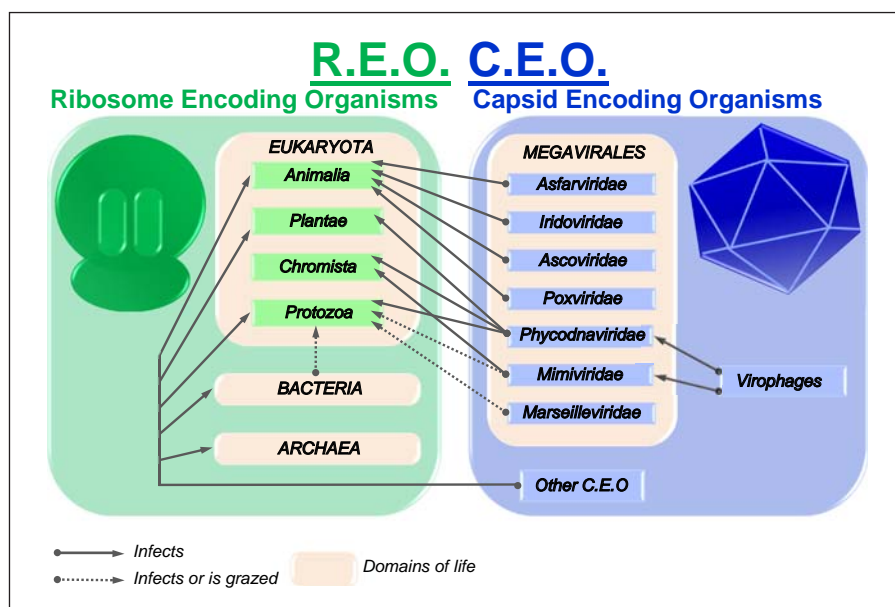 R.E.O. C.E.O.
Ribosome Encoding Organisms Capsid Encoding Organisms
EUKARYOTA
Animalia
Plantae
Chromista
Protozoa
BACTERIA
ARCHAEA
MEGAVIRALES
Asfarviridae
Iridoviridae
Ascoviridae
Poxviridae
Phycodnaviridae
Mimiviridae
Marseilleviridae
Virophages
Other C.E.O
Infects
Infects or is grazed
Domains of life